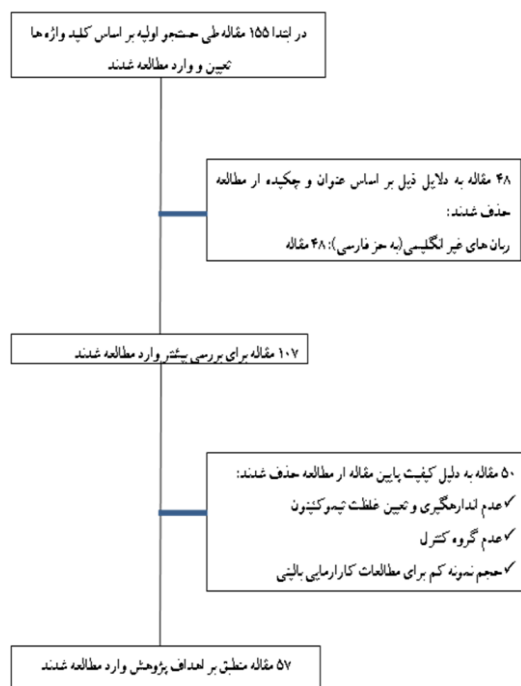 در ابتدا ۱۵۵ مقاله طی جستجو اولیه بر اساس کلید واژه ها
تعیین و وارد مطالعه شدند
۴۸ مقاله به دلایل ذیل بر اساس عنوان و چکیده از مطالعه
حذف شدند:
زبان های غیر انگلیسی(به جز فارسی): ۴۸ مقاله
۱۰۷ مقاله برای بررسی بیشتر وارد مطالعه شدند
۵۰ مقاله به دلیل کیفیت پایین مقاله از مطالعه حذف شدند:
✓عدم اندازهگیری و تعیین غلظت تیموکینون
✓عدم گروه کنترل
✓حجم نمونه کم برای مطالعات کارازمایی بالینی
۵۷ مقاله منطبق بر اهداف پژوهش وارد مطالعه شدند